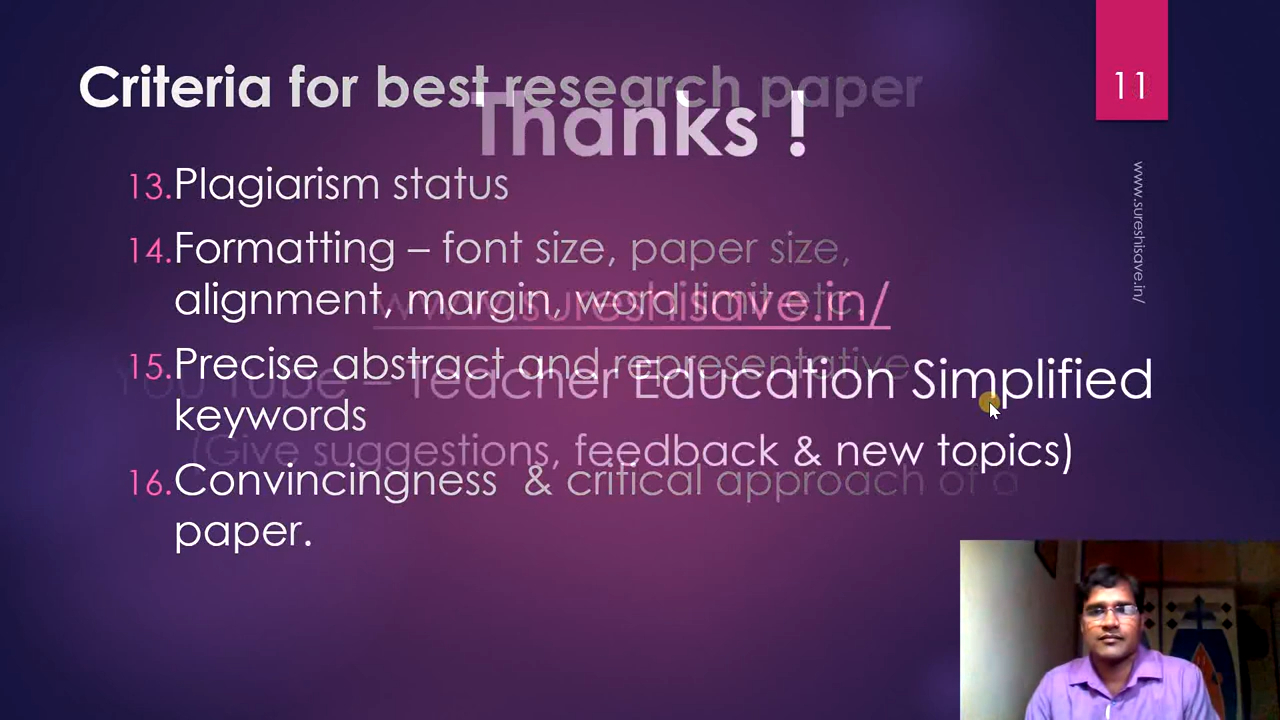 Criteria for best research paper
11
Thanks !
13.Plagiarism status
14.Formatting – font size, paper size,
alignment, margin, word limit etc.
www.sureshisave.in/
15.Precise abstract and representative
keywords
YouTube – Teacher Education Simplified
(Give suggestions, feedback & new topics)
16.Convincingness & critical approach of a
paper.
www.sureshisave.in/